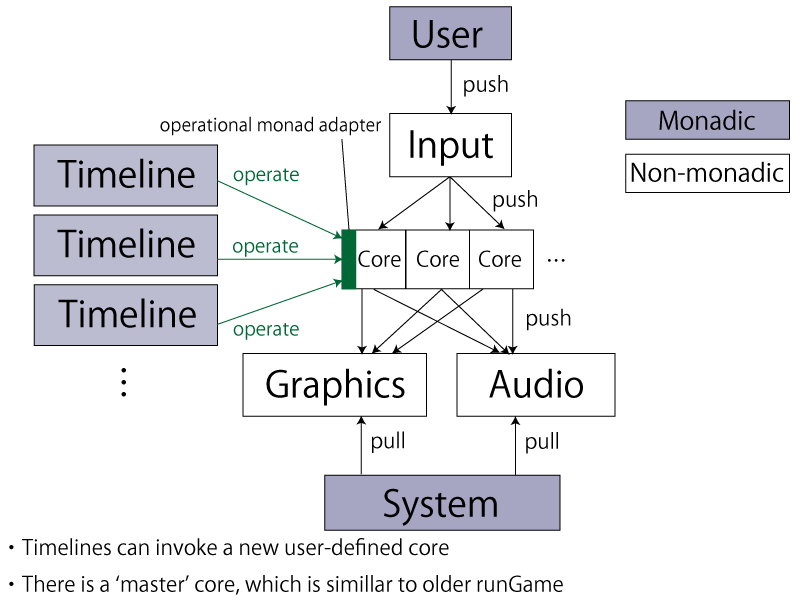 User
push
Monadic
operational monad adapter
Input
Non-monadic
Timeline
operate
push
Timeline
operate
Core
Core
Core
...
Timeline
operate
push
Graphics
Audio
pull
pull
System
・Timelines can invoke a new user-defined core
・There is a ‘master’ core, which is simillar to older runGame